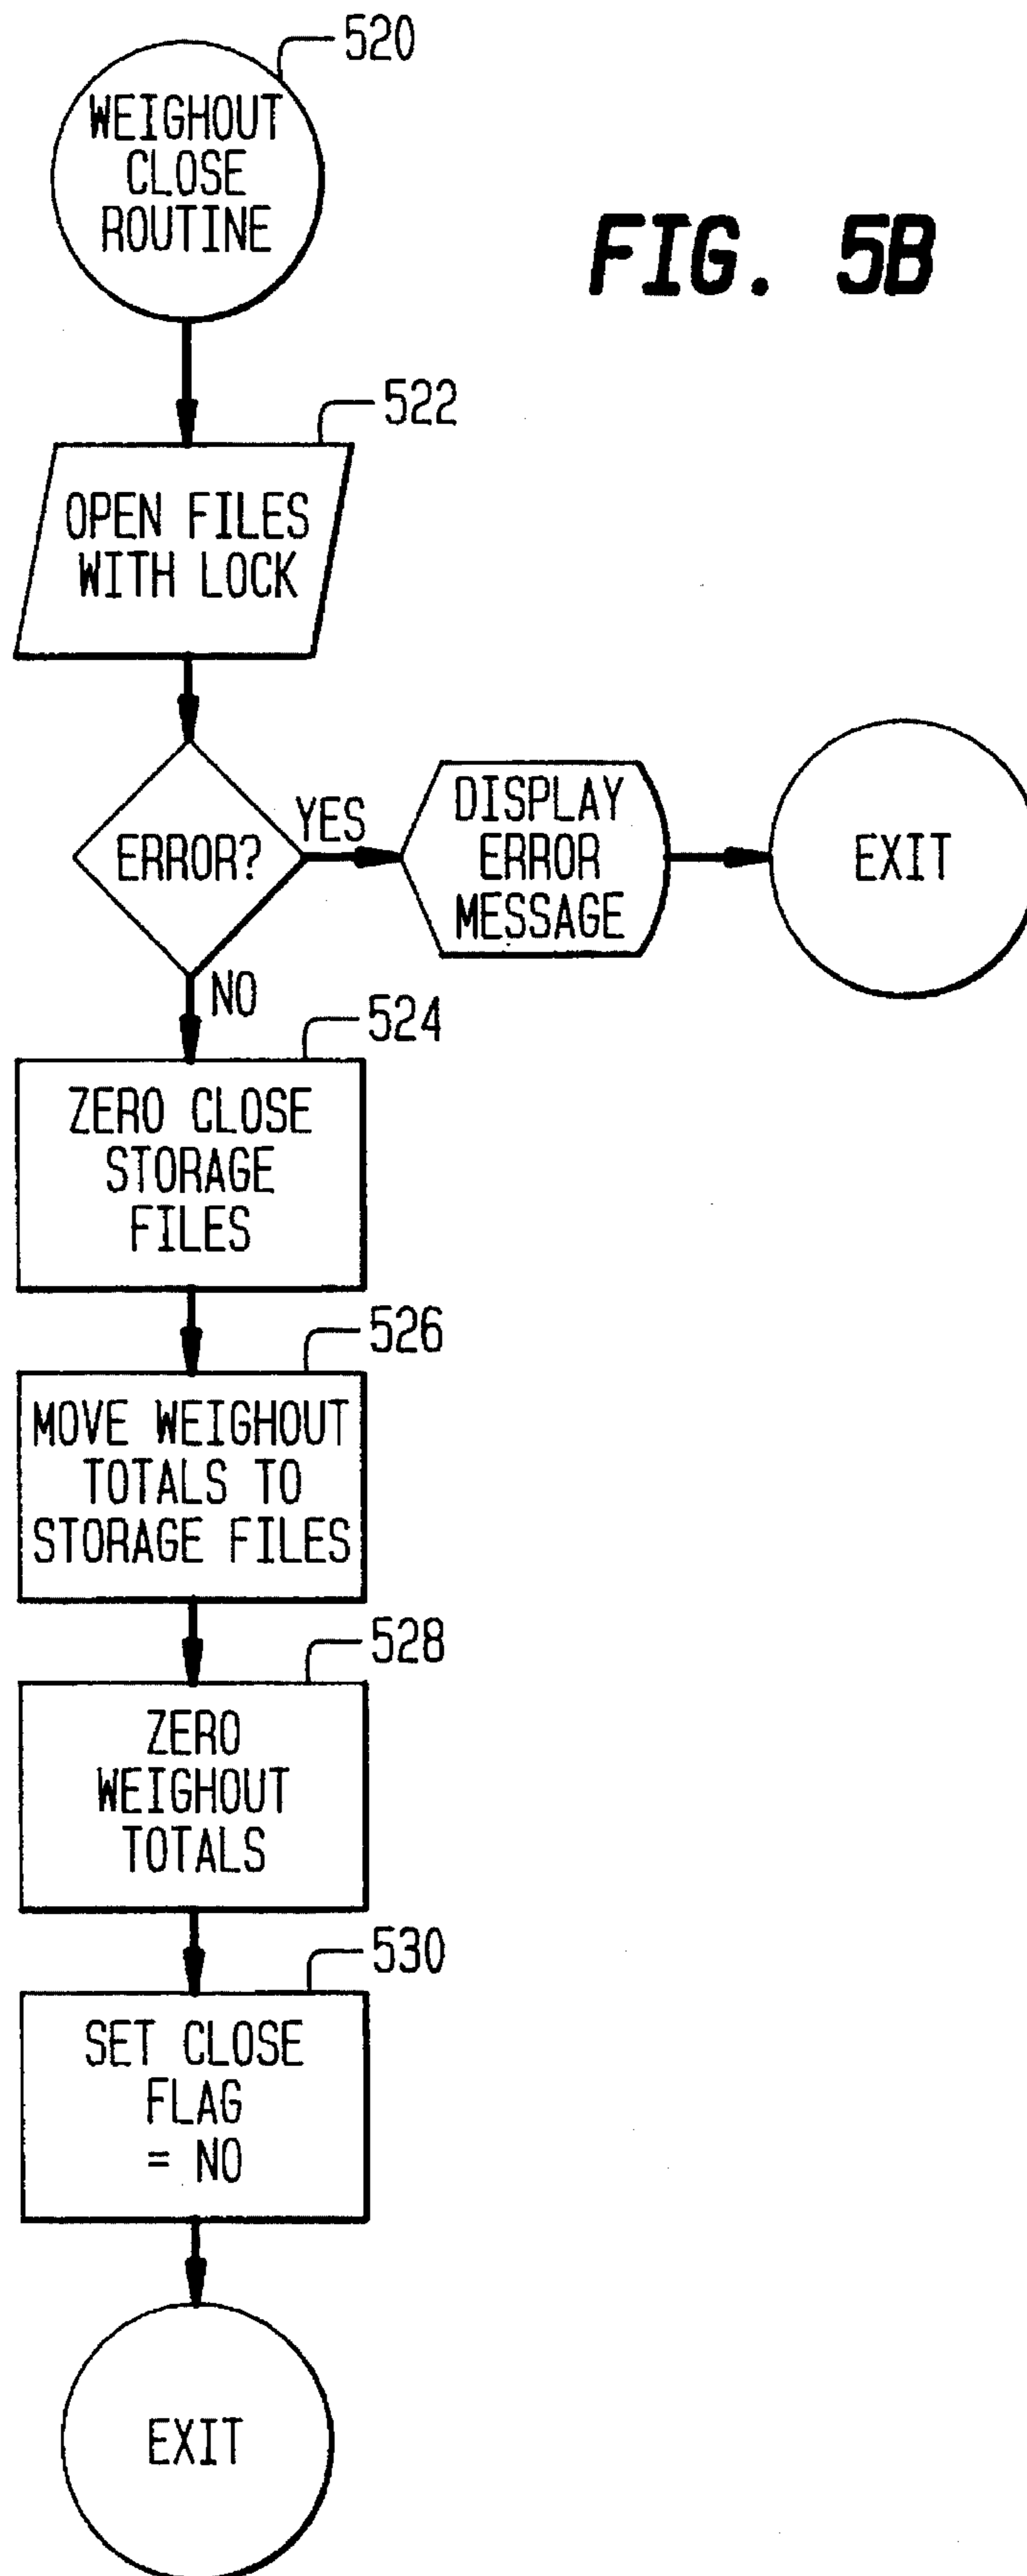 520
WEIGHOUT
CLOSE
ROUTINE
FIG. 5B
522
OPEN FILES
WITH LOCK
ERROR?
YES
DISPLAY
ERROR
MESSAGE
EXIT
NO
524
ZERO CLOSE
STORAGE
FILES
526
MOVE WEIGHOUT
TOTALS TO
STORAGE FILES
528
ZERO
WEIGHOUT
TOTALS
530
SET CLOSE
FLAG
= NO
EXIT